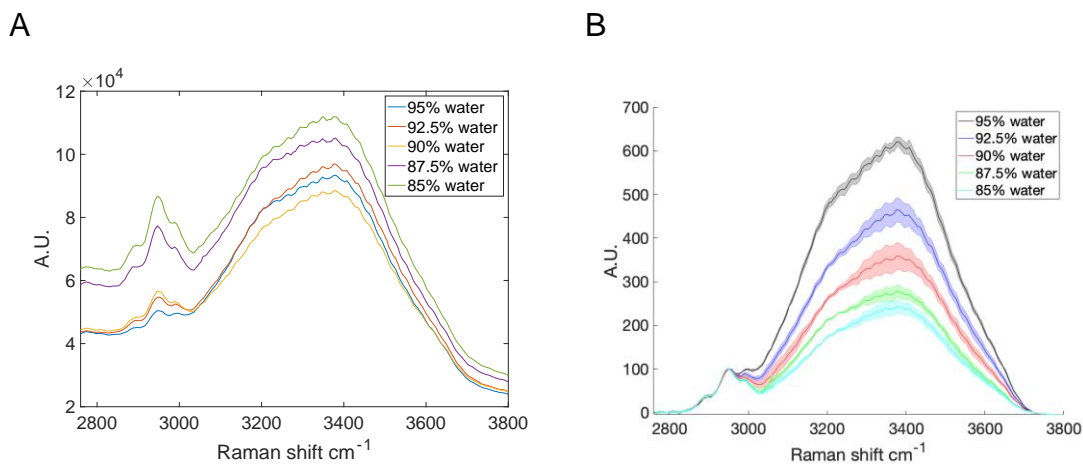 A
B
×10⁴
12
10
8
6
4
2
A.U.
2800
3000
3200
3400
3600
3800
Raman shift cm⁻¹
95% water
92.5% water
90% water
87.5% water
85% water
700
600
500
400
300
200
100
0
A.U.
2800
3000
3200
3400
3600
3800
Raman shift cm⁻¹
95% water
92.5% water
90% water
87.5% water
85% water